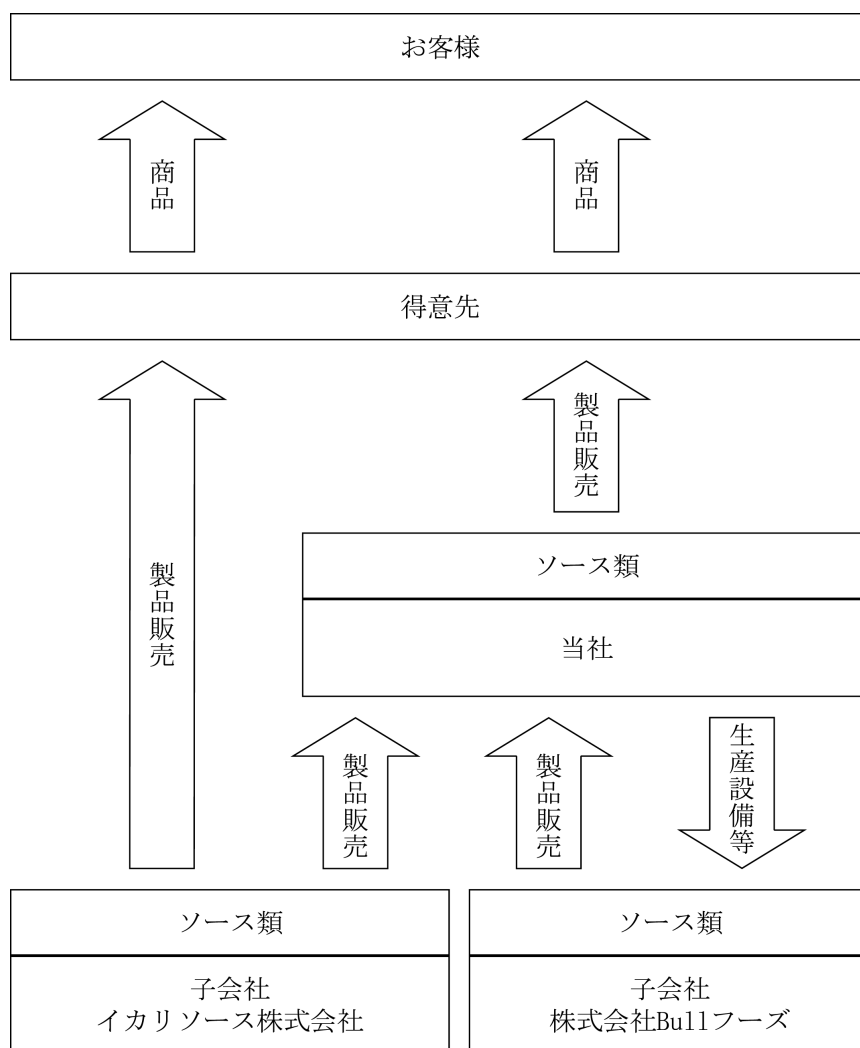 お客様
商品
商品
得意先
製品販売
製品販売
ソース類
当社
製品販売
製品販売
生産設備等
ソース類
子会社
イカリソース株式会社
ソース類
子会社
株式会社Bullフーズ